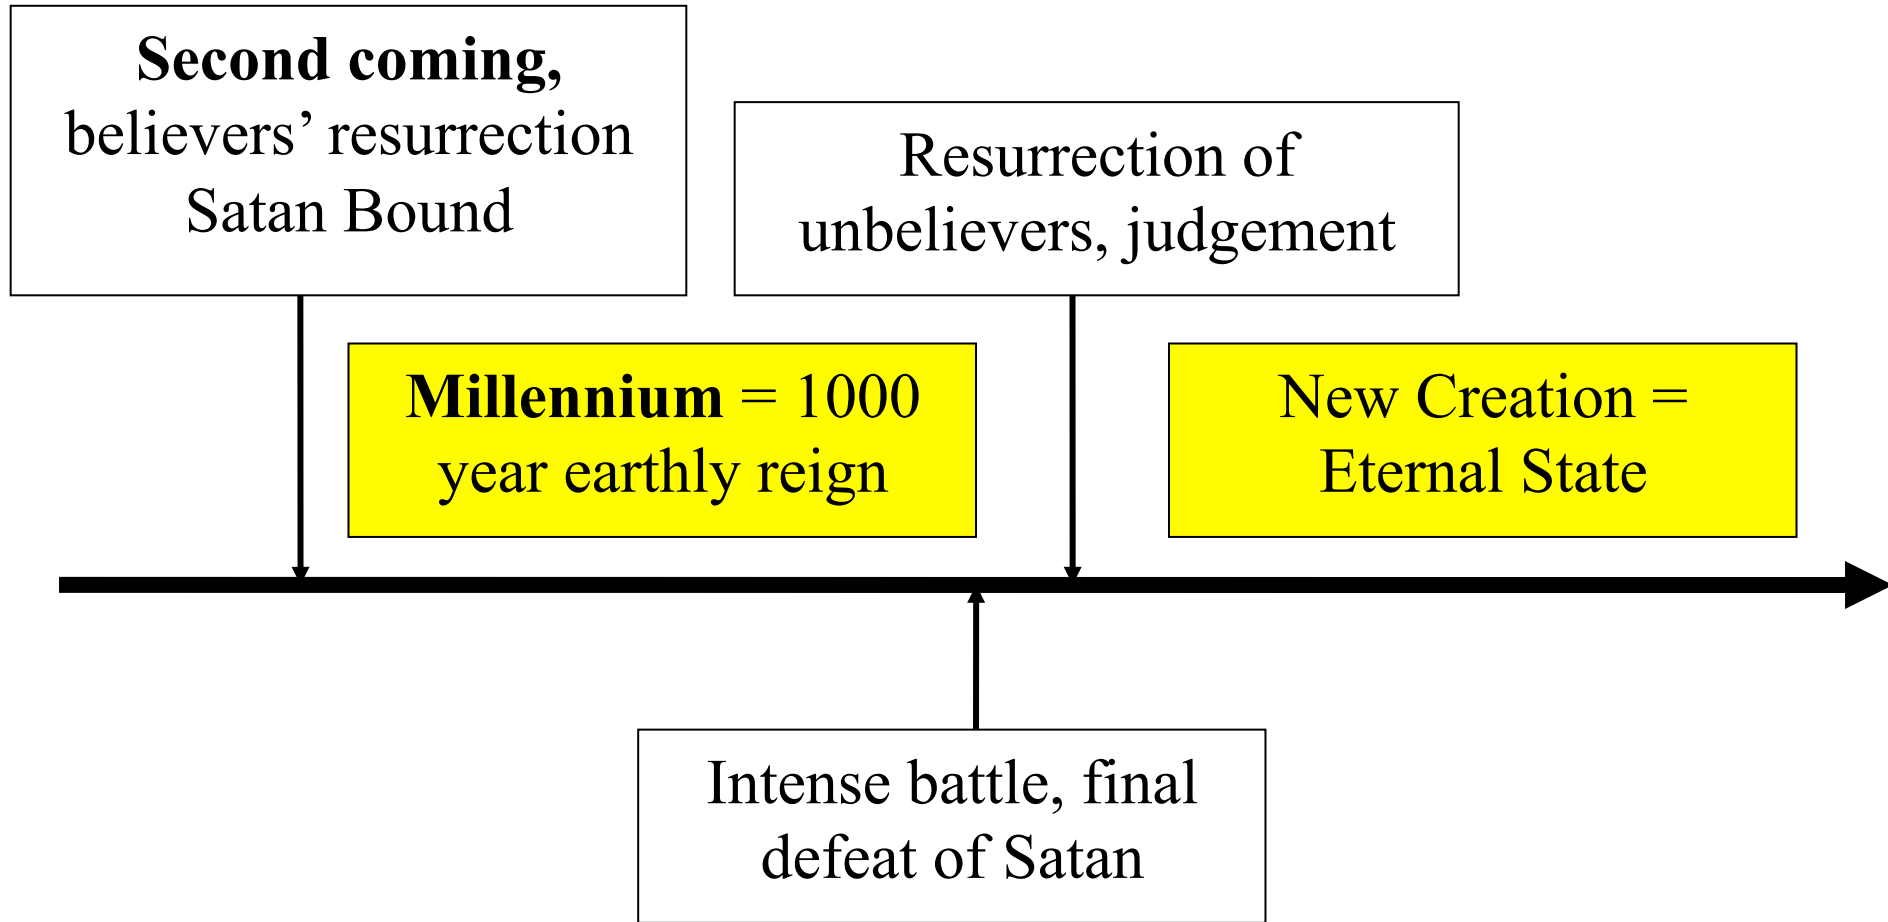 Second coming,
believers’ resurrection
Satan Bound
Resurrection of
unbelievers, judgement
Millennium = 1000
year earthly reign
New Creation =
Eternal State
Intense battle, final
defeat of Satan